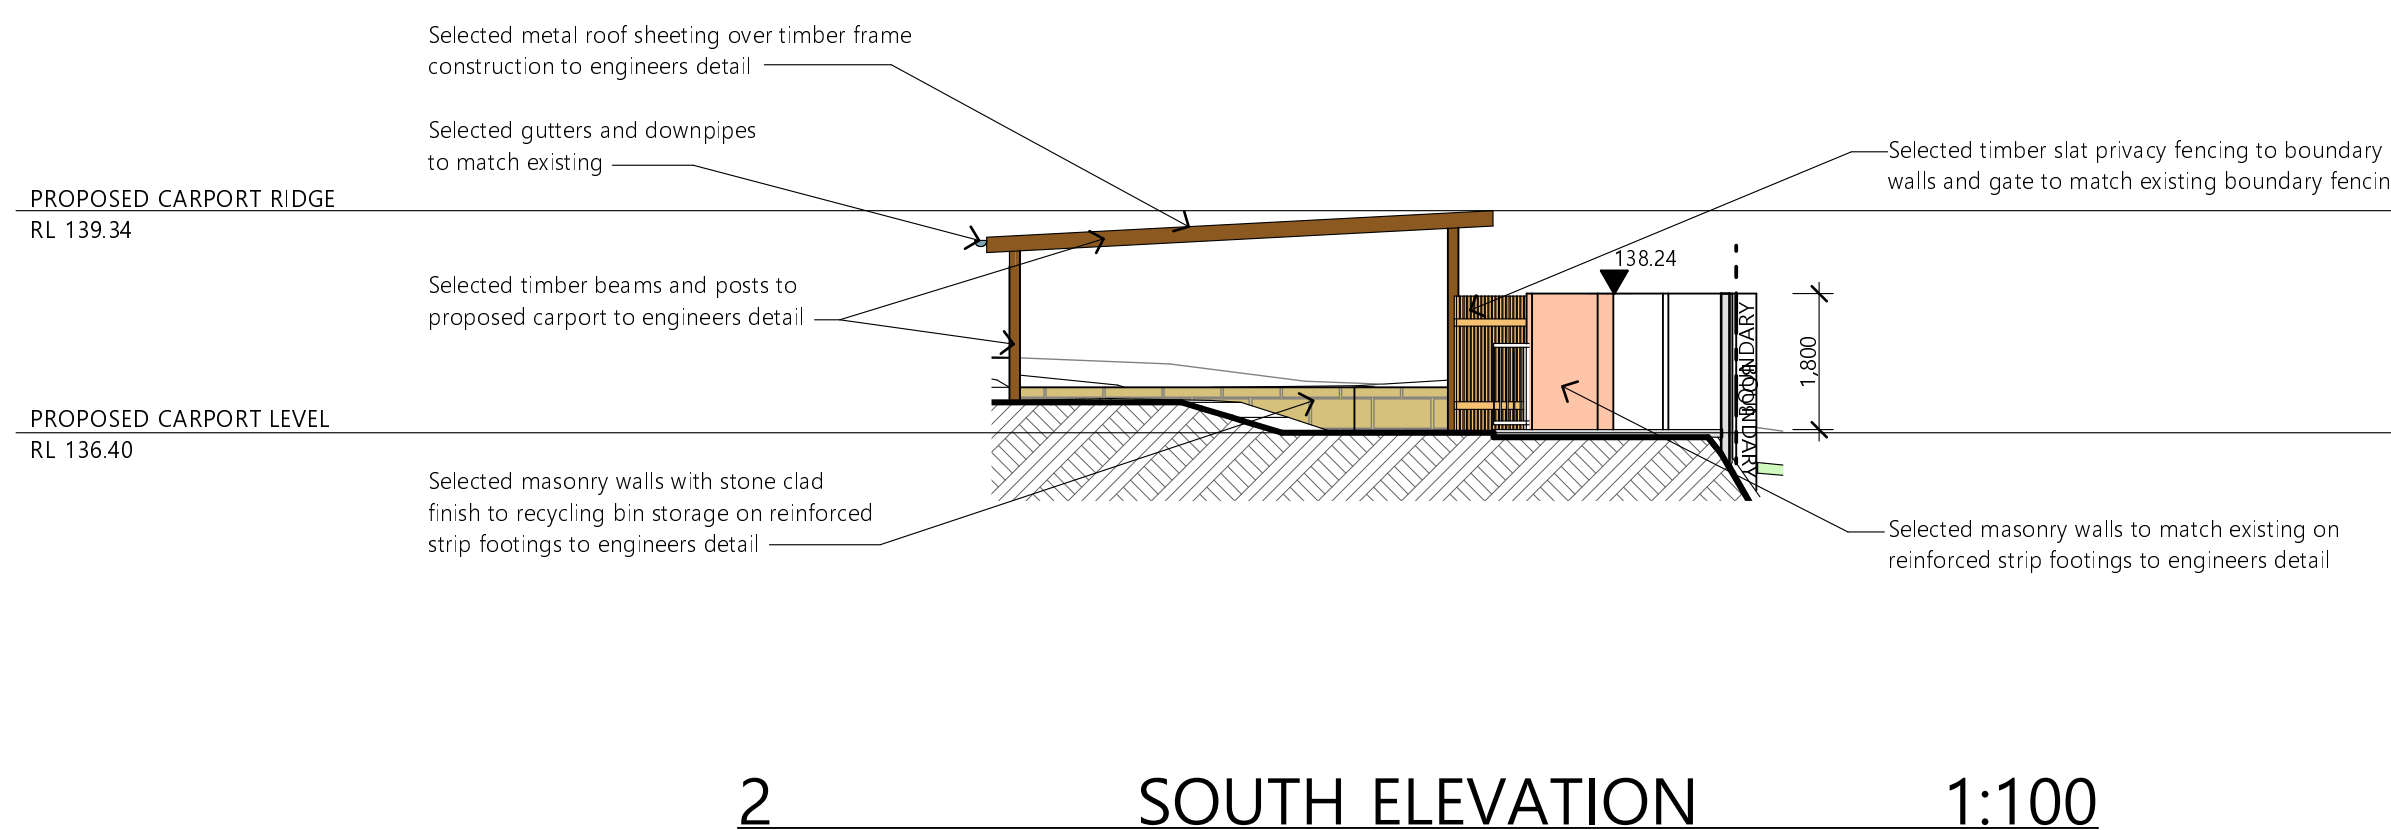 Selected metal roof sheeting over timber frame
construction to engineers detail
Selected gutters and downpipes
to match existing
Selected timber slat privacy fencing to boundary
walls and gate to match existing boundary fencin
PROPOSED CARPORT RIDGE
RL 139.34
138.24
Selected timber beams and posts to
proposed carport to engineers detail
BOUNDARY
BOUNDARY
1,800
PROPOSED CARPORT LEVEL
RL 136.40
Selected masonry walls with stone clad
finish to recycling bin storage on reinforced
strip footings to engineers detail
Selected masonry walls to match existing on
reinforced strip footings to engineers detail
2 SOUTH ELEVATION 1:100